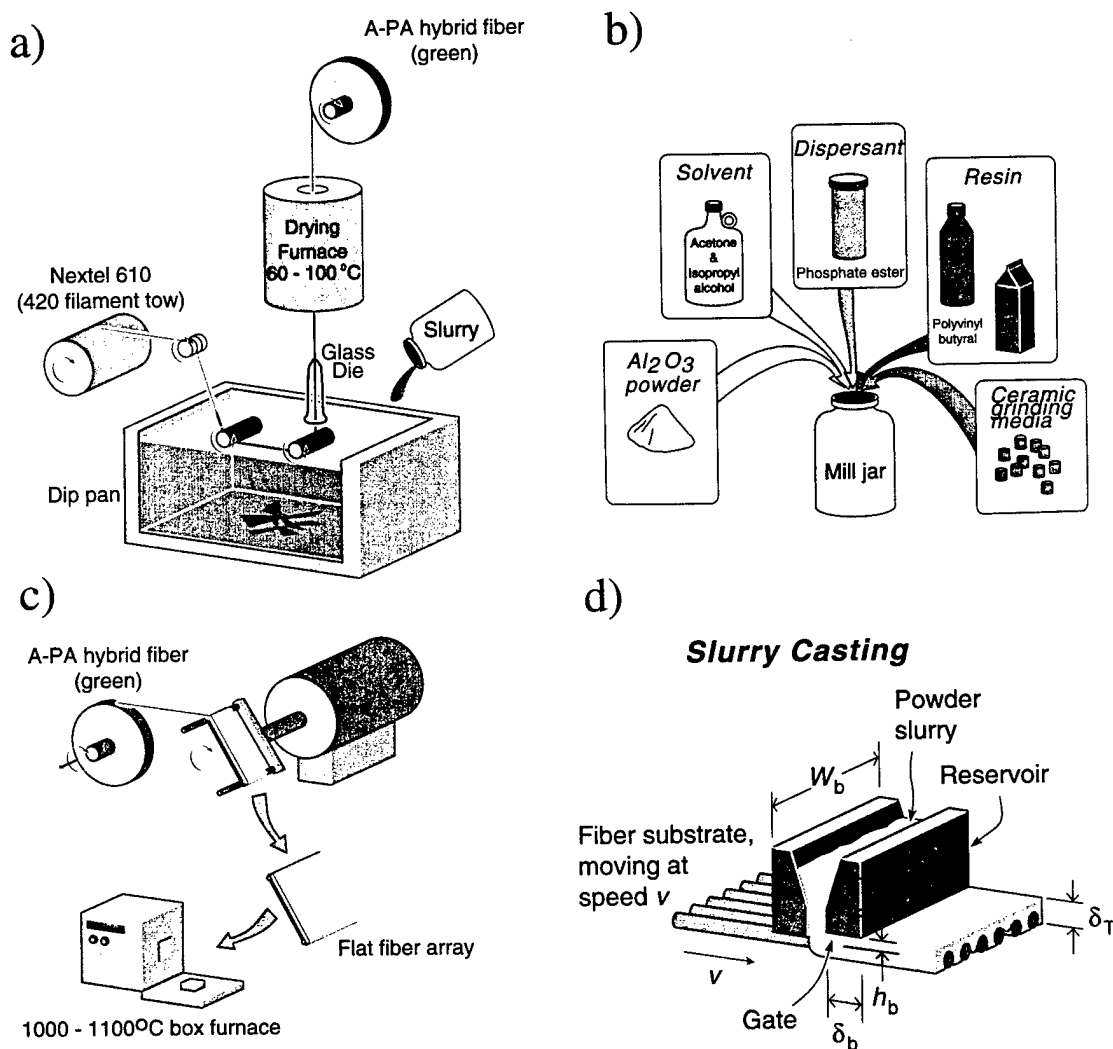 a)
A-PA hybrid fiber
(green)
Drying
Furnace
60 - 100 °C
Nextel 610
(420 filament tow)
Slurry
Glass
Die
Dip pan
b)
Solvent
Acetone
&
Isopropyl
alcohol
Dispersant
Phosphate ester
Resin
Polyvinyl
butyral
Al2O3
powder
Mill jar
Ceramic
grinding
media
c)
A-PA hybrid fiber
(green)
Flat fiber array
1000 - 1100°C box furnace
d)
Slurry Casting
Powder
slurry
Wb
Reservoir
Fiber substrate,
moving at
speed v
δT
v
Gate
hb
δb